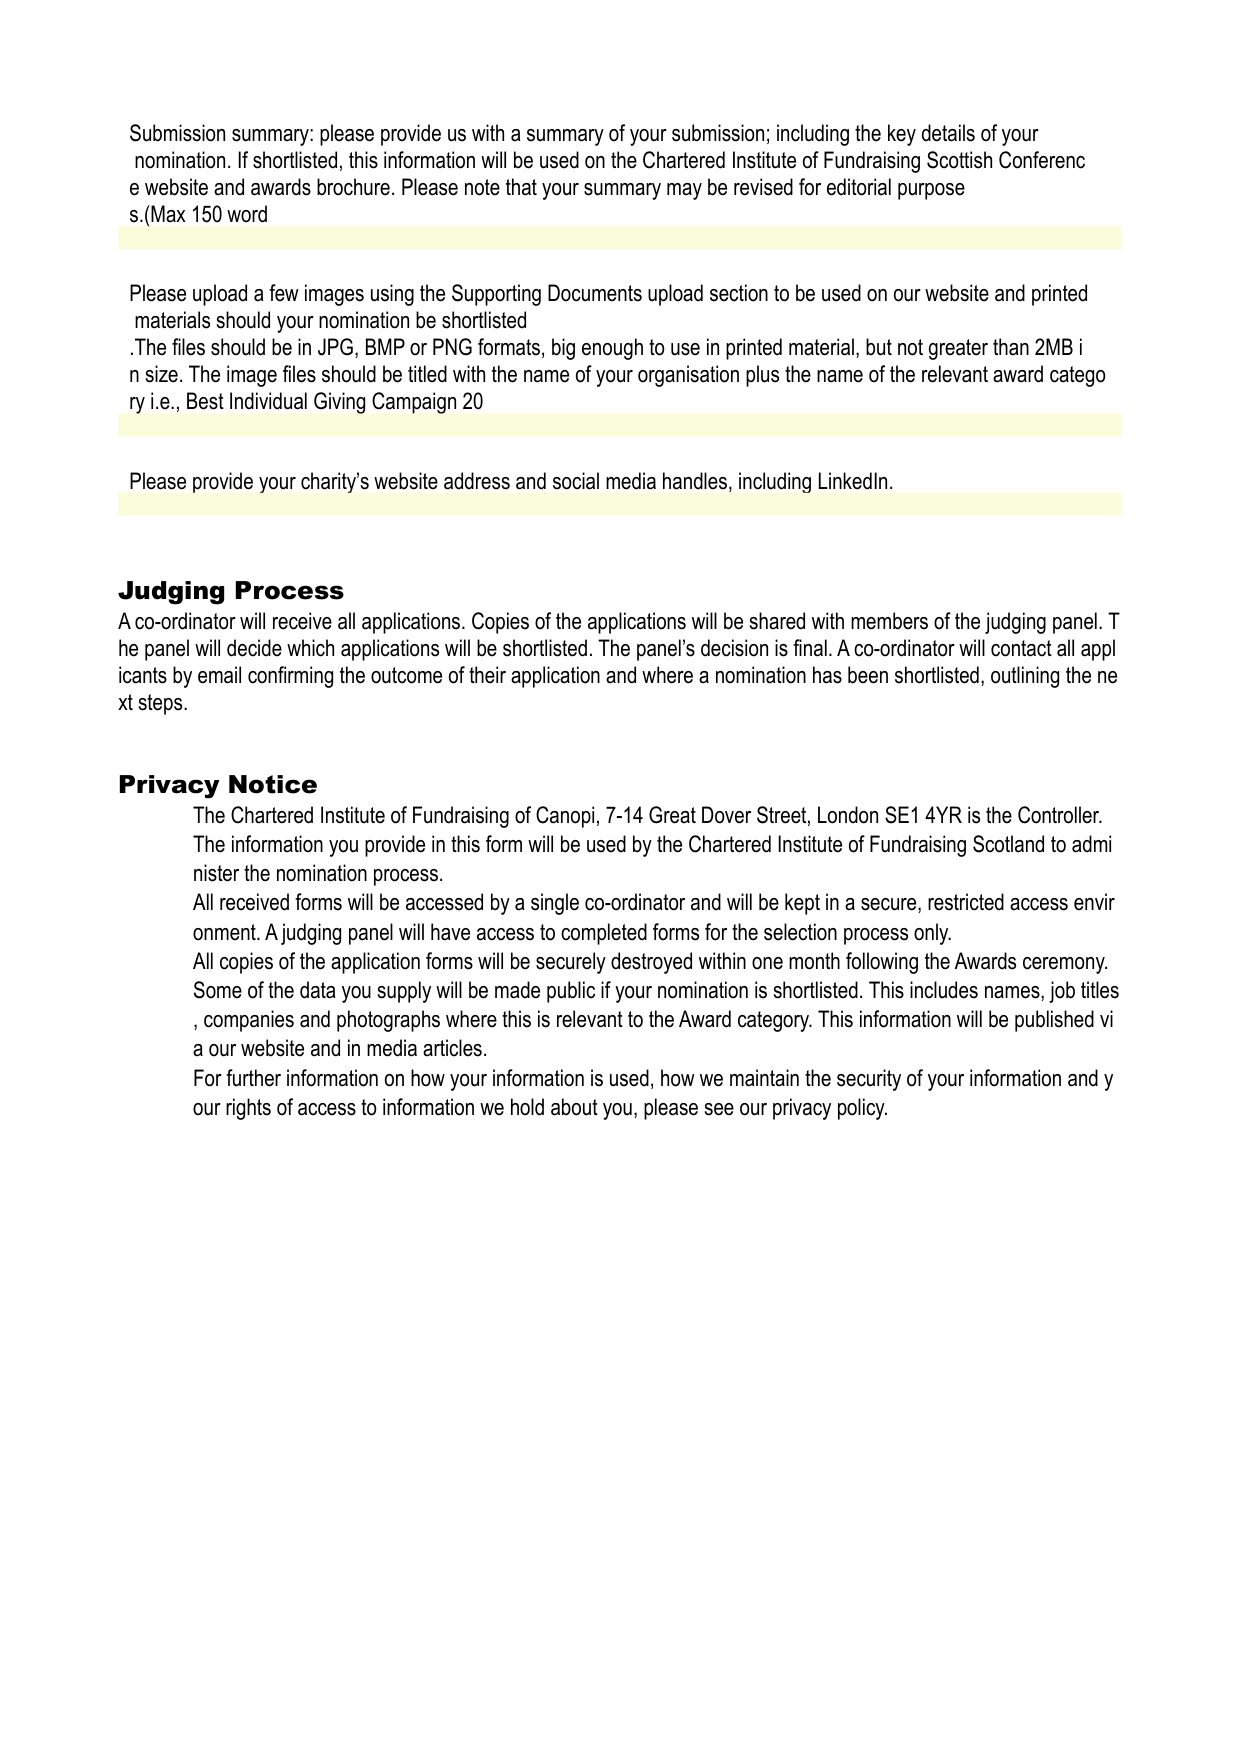 Submission summary: please provide us with a summary of your submission; including the key details of your
nomination. If shortlisted, this information will be used on the Chartered Institute of Fundraising Scottish Conferenc
e website and awards brochure. Please note that your summary may be revised for editorial purpose
s.(Max 150 word
Please upload a few images using the Supporting Documents upload section to be used on our website and printed
materials should your nomination be shortlisted
.The files should be in JPG, BMP or PNG formats, big enough to use in printed material, but not greater than 2MB i
n size. The image files should be titled with the name of your organisation plus the name of the relevant award catego
ry i.e., Best Individual Giving Campaign 20
Please provide your charity’s website address and social media handles, including LinkedIn.
Judging Process
A co-ordinator will receive all applications. Copies of the applications will be shared with members of the judging panel. T
he panel will decide which applications will be shortlisted. The panel’s decision is final. A co-ordinator will contact all appl
icants by email confirming the outcome of their application and where a nomination has been shortlisted, outlining the ne
xt steps.
Privacy Notice
The Chartered Institute of Fundraising of Canopi, 7-14 Great Dover Street, London SE1 4YR is the Controller.
The information you provide in this form will be used by the Chartered Institute of Fundraising Scotland to admi
nister the nomination process.
All received forms will be accessed by a single co-ordinator and will be kept in a secure, restricted access envir
onment. A judging panel will have access to completed forms for the selection process only.
All copies of the application forms will be securely destroyed within one month following the Awards ceremony.
Some of the data you supply will be made public if your nomination is shortlisted. This includes names, job titles
, companies and photographs where this is relevant to the Award category. This information will be published vi
a our website and in media articles.
For further information on how your information is used, how we maintain the security of your information and y
our rights of access to information we hold about you, please see our privacy policy.